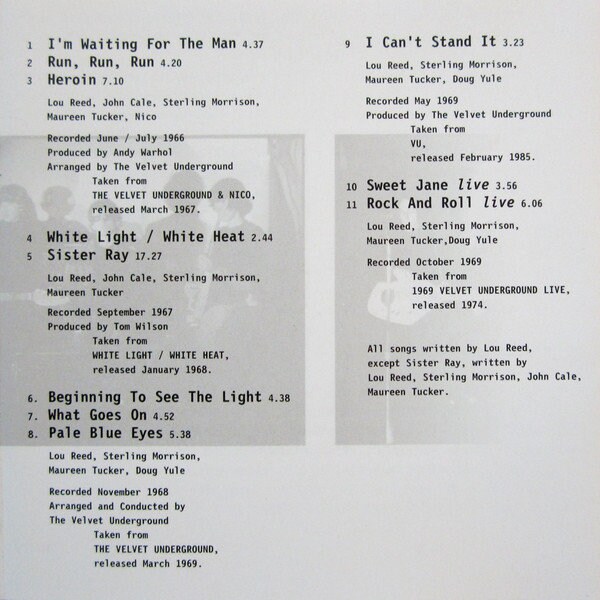 1 I'm Waiting For The Man 4.37
2 Run, Run, Run 4.20
3 Heroin 7.10
Lou Reed, John Cale, Sterling Morrison,
Maureen Tucker, Nico
Recorded June / July 1966
Produced by Andy Warhol
Arranged by The Velvet Underground
Taken from
THE VELVET UNDERGROUND & NICO,
released March 1967.
4 White Light / White Heat 2.44
5 Sister Ray 17.27
Lou Reed, John Cale, Sterling Morrison,
Maureen Tucker
Recorded September 1967
Produced by Tom Wilson
Taken from
WHITE LIGHT / WHITE HEAT,
released January 1968.
6. Beginning To See The Light 4.38
7. What Goes On 4.52
8. Pale Blue Eyes 5.38
Lou Reed, Sterling Morrison,
Maureen Tucker, Doug Yule
Recorded November 1968
Arranged and Conducted by
The Velvet Underground
Taken from
THE VELVET UNDERGROUND,
released March 1969.
9 I Can't Stand It 3.23
Lou Reed, Sterling Morrison,
Maureen Tucker, Doug Yule
Recorded May 1969
Produced by The Velvet Underground
Taken from
VU,
released February 1985.
10 Sweet Jane live 3.56
11 Rock And Roll live 6.06
Lou Reed, Sterling Morrison,
Maureen Tucker,Doug Yule
Recorded October 1969
Taken from
1969 VELVET UNDERGROUND LIVE,
released 1974.
All songs written by Lou Reed,
except Sister Ray, written by
Lou Reed, Sterling Morrison, John Cale,
Maureen Tucker.